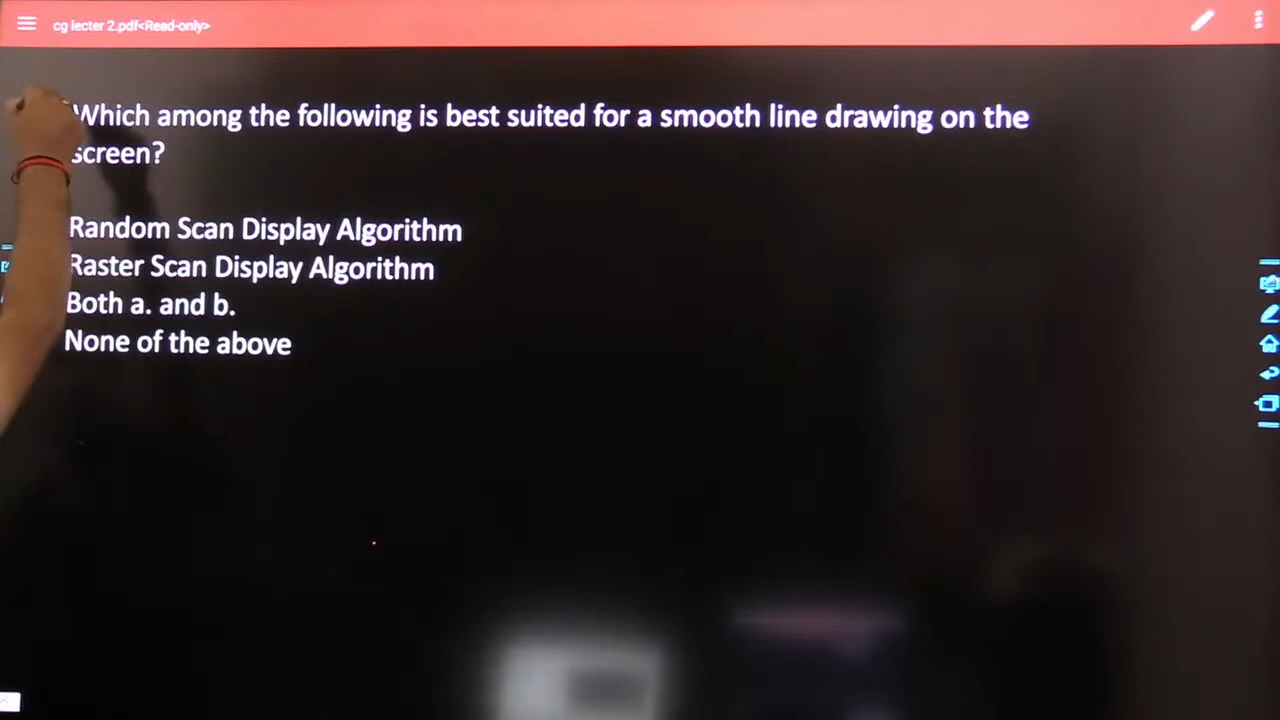 cg lecter 2.pdf<Read-only>
Which among the following is best suited for a smooth line drawing on the
screen?
Random Scan Display Algorithm
Raster Scan Display Algorithm
Both a. and b.
None of the above